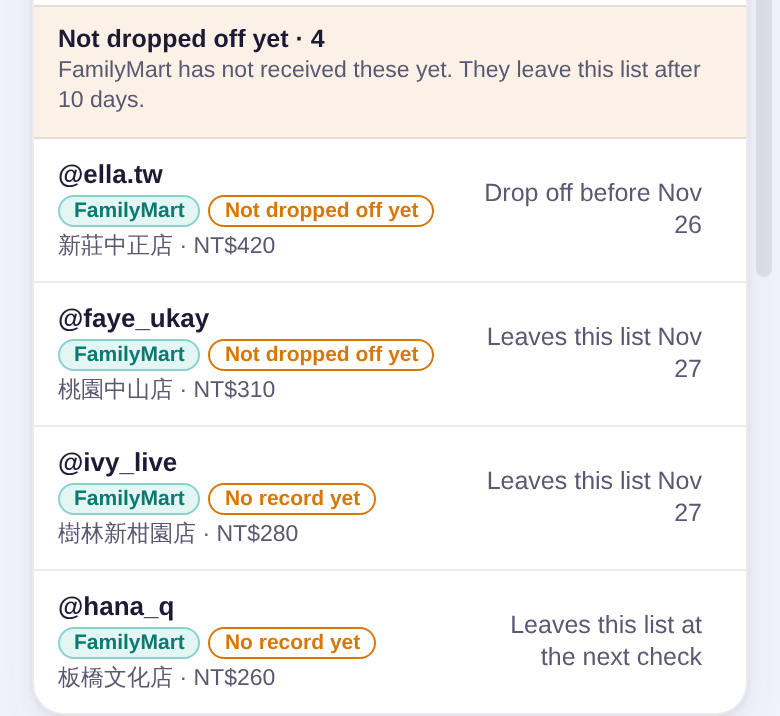 Not dropped off yet · 4
FamilyMart has not received these yet. They leave this list after
10 days.
@ella.tw
FamilyMart Not dropped off yet
新莊中正店 · NT$420
Drop off before Nov
26
@faye_ukay
FamilyMart Not dropped off yet
桃園中山店 · NT$310
Leaves this list Nov
27
@ivy_live
FamilyMart No record yet
樹林新柑園店 · NT$280
Leaves this list Nov
27
@hana_q
FamilyMart No record yet
板橋文化店 · NT$260
Leaves this list at
the next check